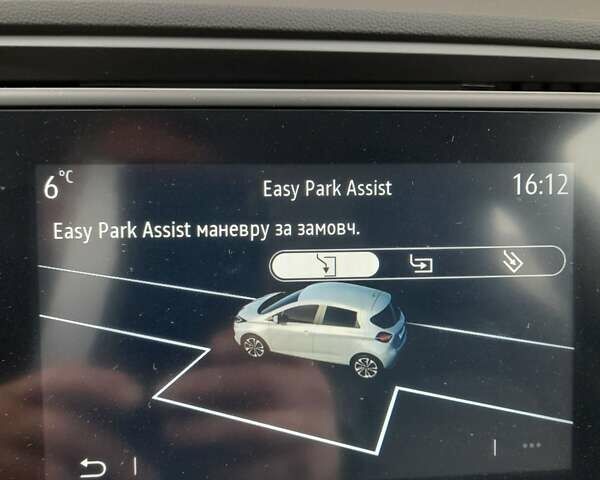 6°C Easy Park Assist 16:12
Easy Park Assist маневру за замовч.